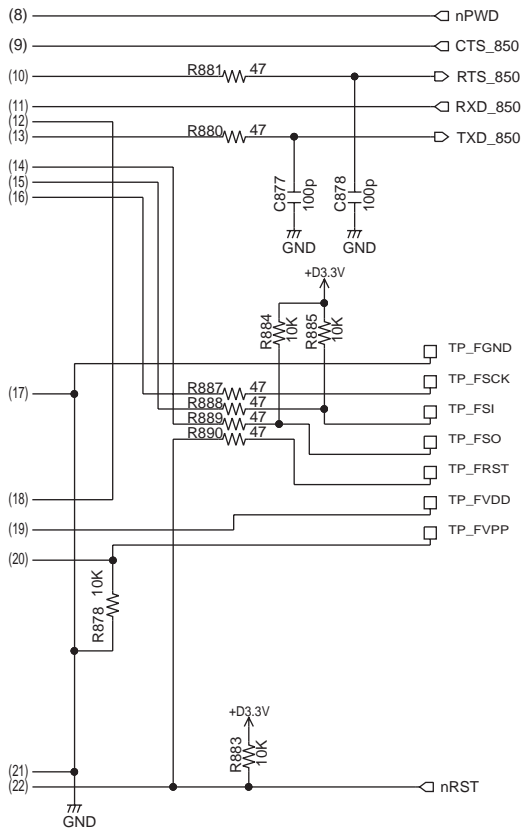 (8) nPWD
(9) CTS_850
(10) R881 47 RTS_850
(11) RXD_850
(12)
(13) R880 47 TXD_850
(14)
(15)
(16)
C877 100p C878 100p
GND GND
+D3.3V
R884 10K R885 10K
TP_FGND
R887 47 TP_FSCK
(17)
R888 47 TP_FSI
R889 47
R890 47 TP_FSO
TP_FRST
(18) TP_FVDD
(19)
TP_FVPP
(20)
R878 10K
+D3.3V
R883 10K
(21)
(22) nRST
GND